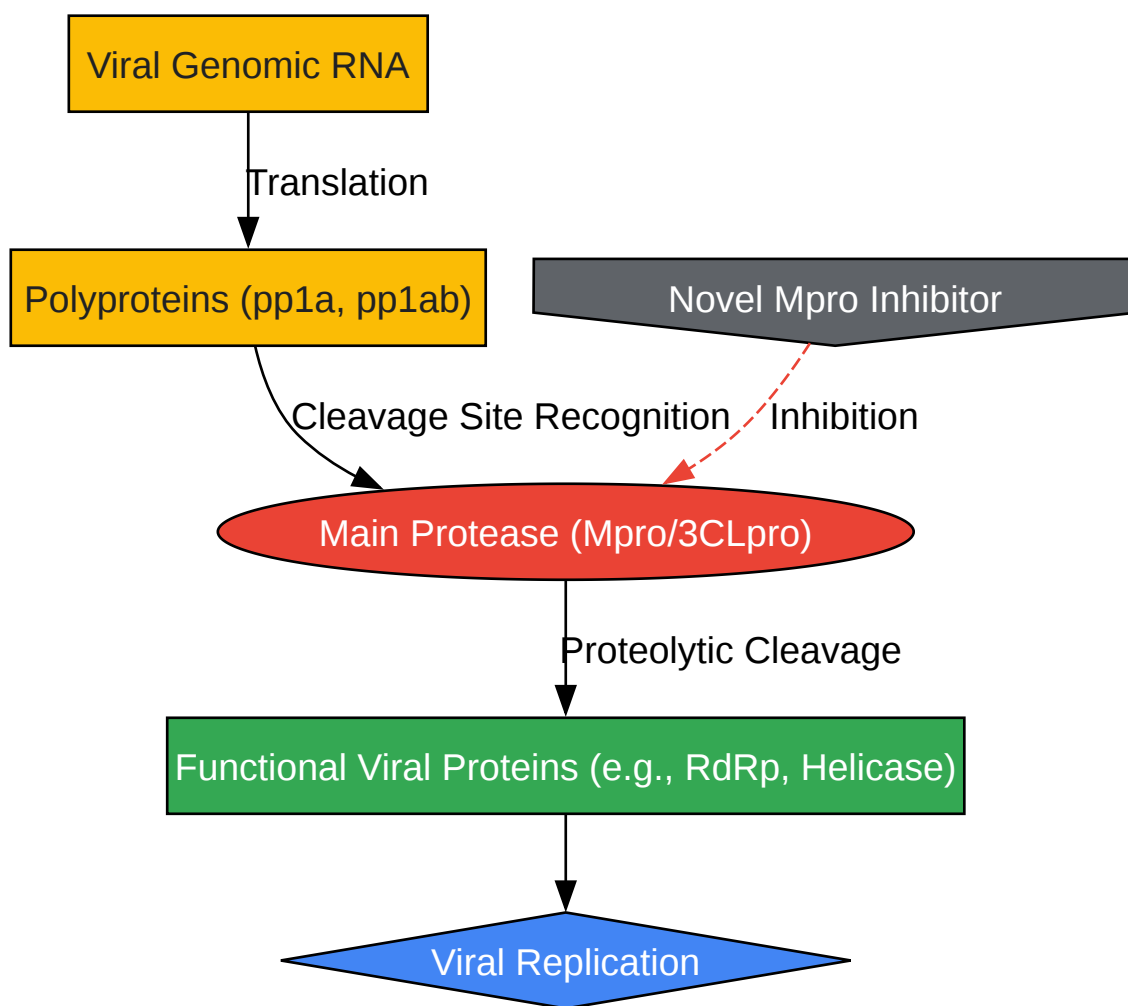 Viral Genomic RNA
Translation
Polyproteins (pp1a, pp1ab)
Novel Mpro Inhibitor
Cleavage Site Recognition
Inhibition
Main Protease (Mpro/3CLpro)
Proteolytic Cleavage
Functional Viral Proteins (e.g., RdRp, Helicase)
Viral Replication